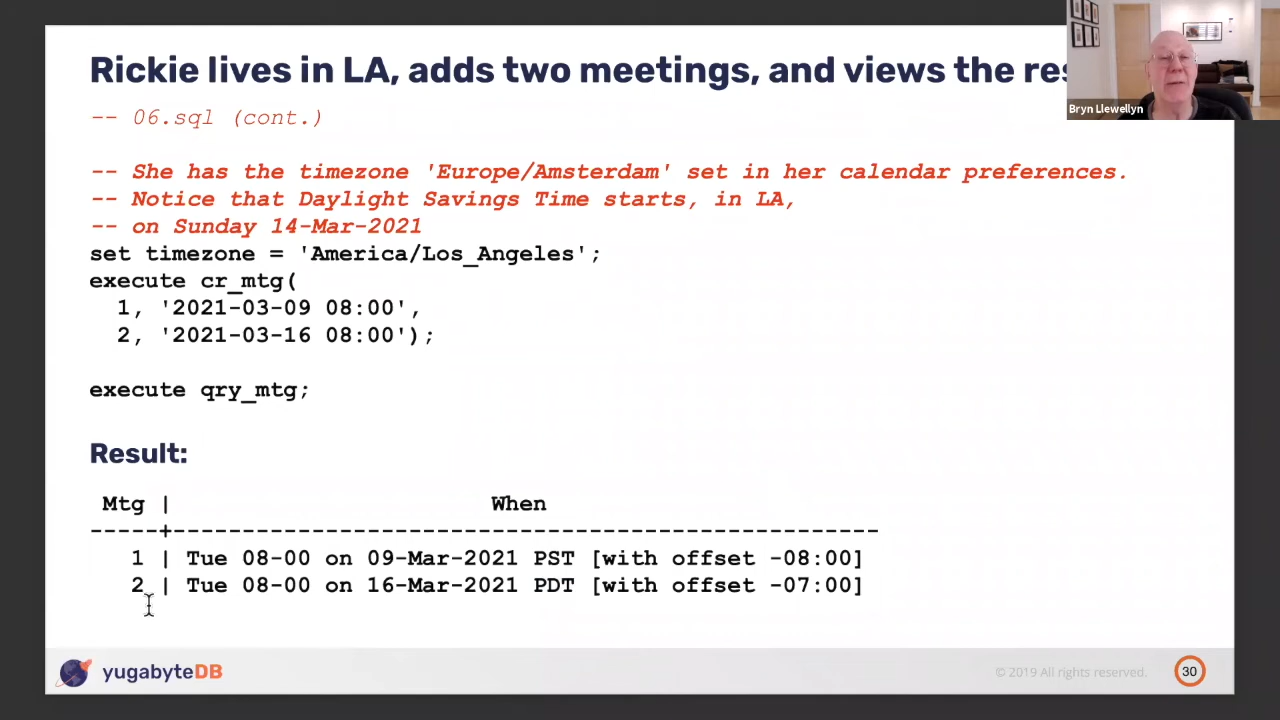 Rickie lives in LA, adds two meetings, and views the
Bryn Llewellyn
-- 06.sql (cont.)
-- She has the timezone 'Europe/Amsterdam' set in her calendar preferences.
-- Notice that Daylight Savings Time starts, in LA,
-- on Sunday 14-Mar-2021
set timezone = 'America/Los_Angeles';
execute cr_mtg(
1, '2021-03-09 08:00',
2, '2021-03-16 08:00');
execute qry_mtg;
Result:
Mtg | When
-----+---------------------------------------------------
1 | Tue 08-00 on 09-Mar-2021 PST [with offset -08:00]
2 | Tue 08-00 on 16-Mar-2021 PDT [with offset -07:00]
yugabyteDB
© 2019 All rights reserved.
30